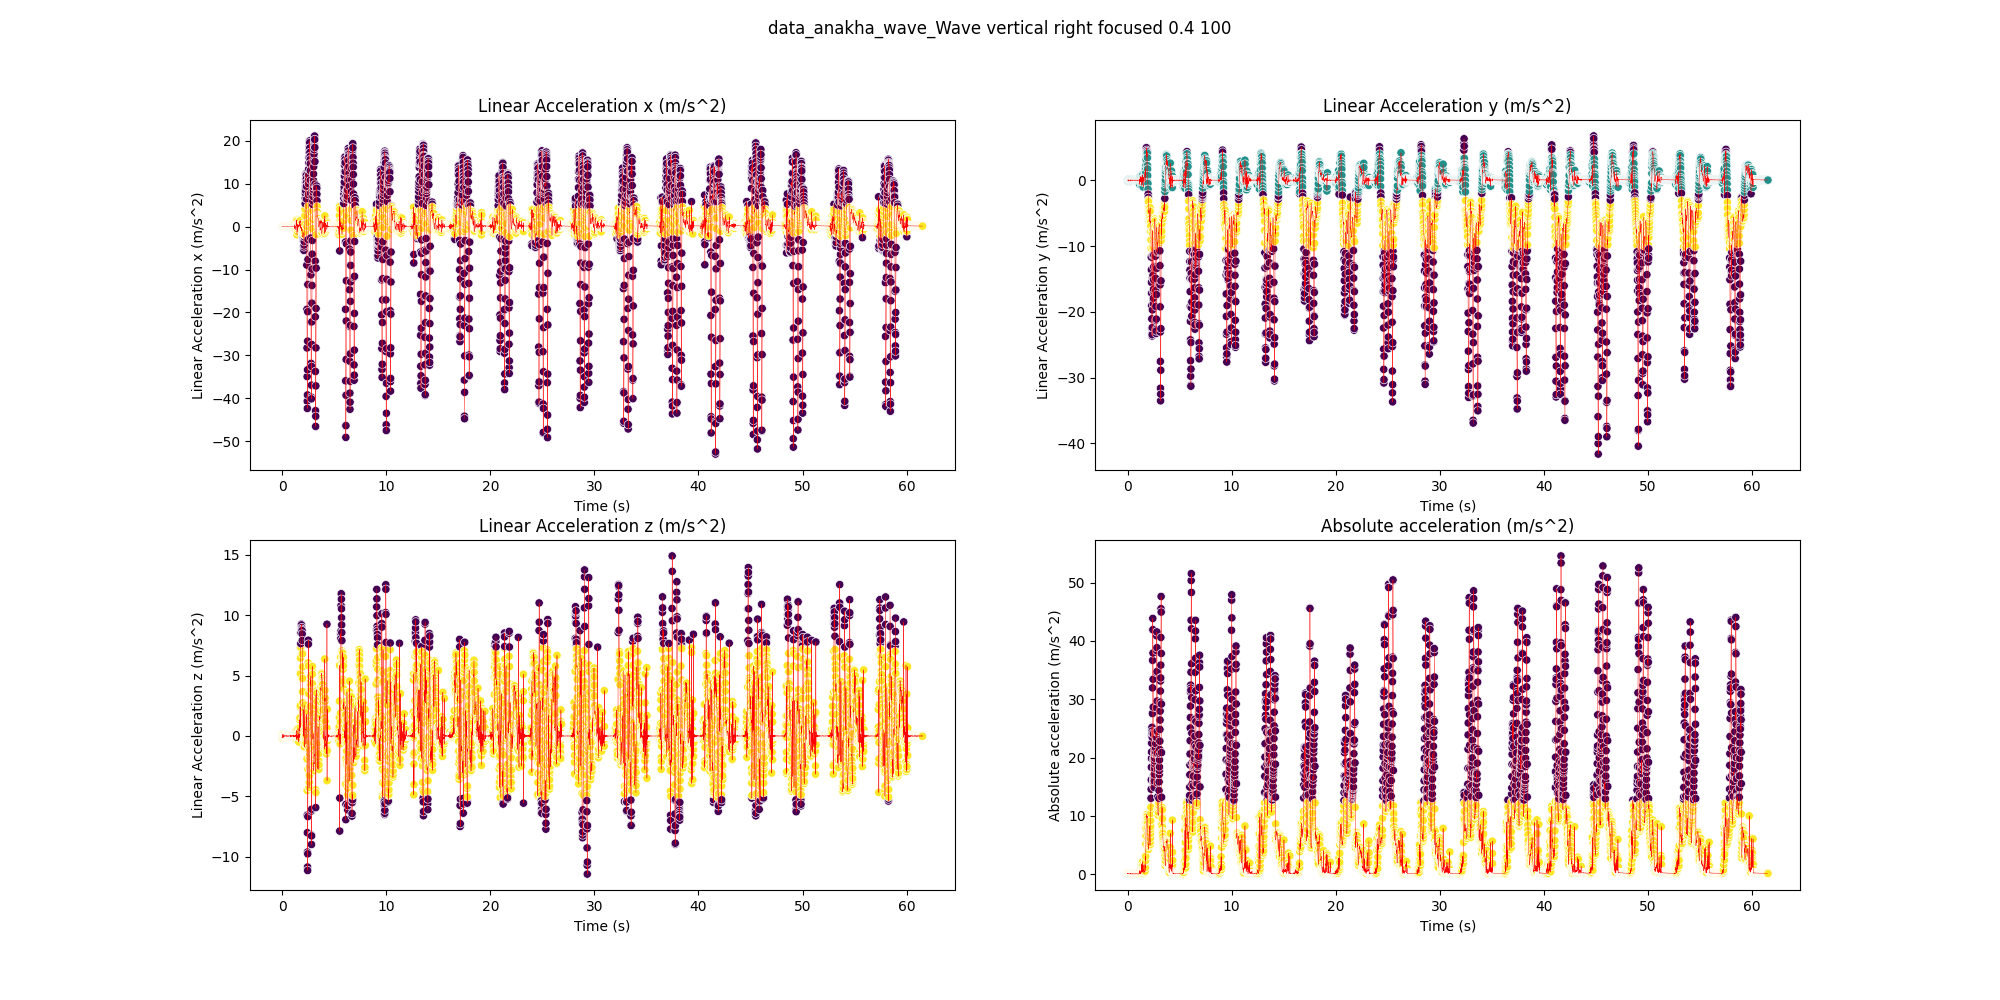 data_anakha_wave_Wave vertical right focused 0.4 100
Linear Acceleration x (m/s^2)
Linear Acceleration x (m/s^2)
20
10
0
−10
−20
−30
−40
−50
0 10 20 30 40 50 60
Time (s)
Linear Acceleration y (m/s^2)
Linear Acceleration y (m/s^2)
0
−10
−20
−30
−40
0 10 20 30 40 50 60
Time (s)
Linear Acceleration z (m/s^2)
Linear Acceleration z (m/s^2)
15
10
5
0
−5
−10
0 10 20 30 40 50 60
Time (s)
Absolute acceleration (m/s^2)
Absolute acceleration (m/s^2)
50
40
30
20
10
0
0 10 20 30 40 50 60
Time (s)